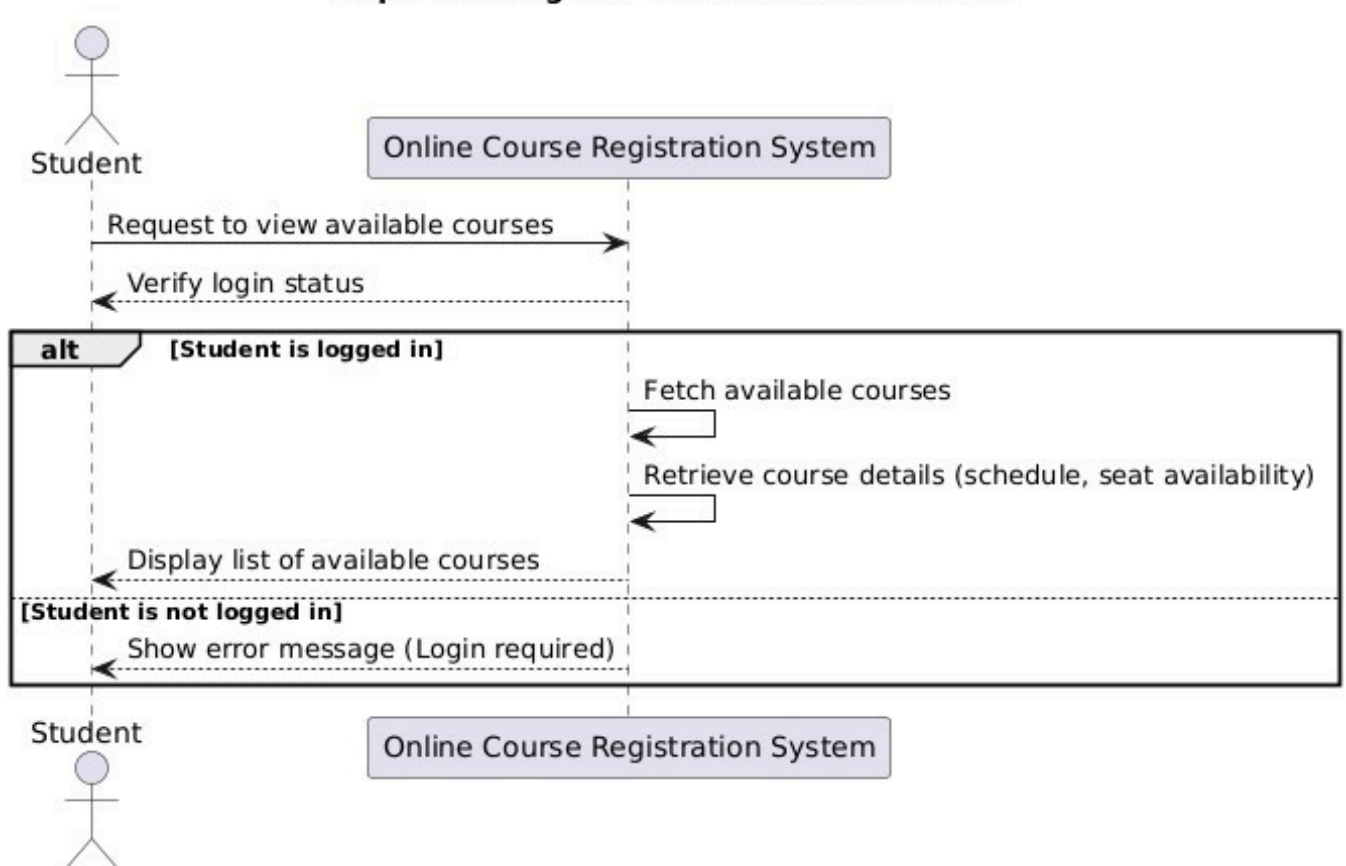 Student
Online Course Registration System
Request to view available courses
Verify login status
alt [Student is logged in]
Fetch available courses
Retrieve course details (schedule, seat availability)
Display list of available courses
[Student is not logged in]
Show error message (Login required)
Student
Online Course Registration System